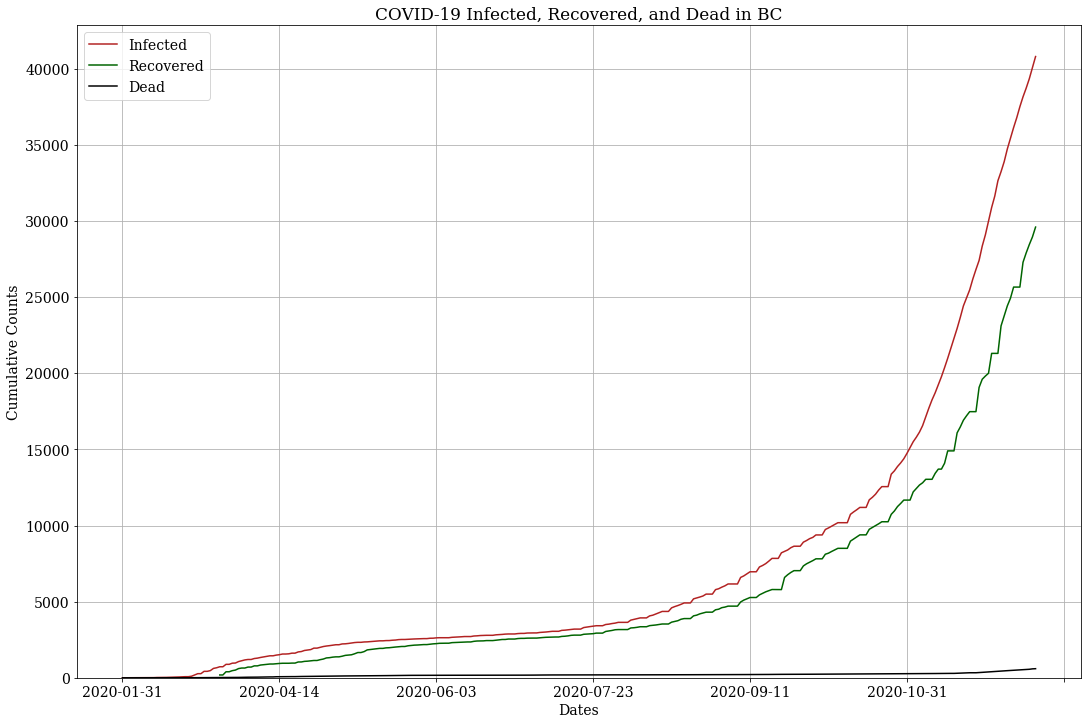 COVID-19 Infected, Recovered, and Dead in BC
Infected
Recovered
Dead
40000
35000
30000
25000
20000
15000
10000
5000
0
Cumulative Counts
2020-01-31 2020-04-14 2020-06-03 2020-07-23 2020-09-11 2020-10-31
Dates